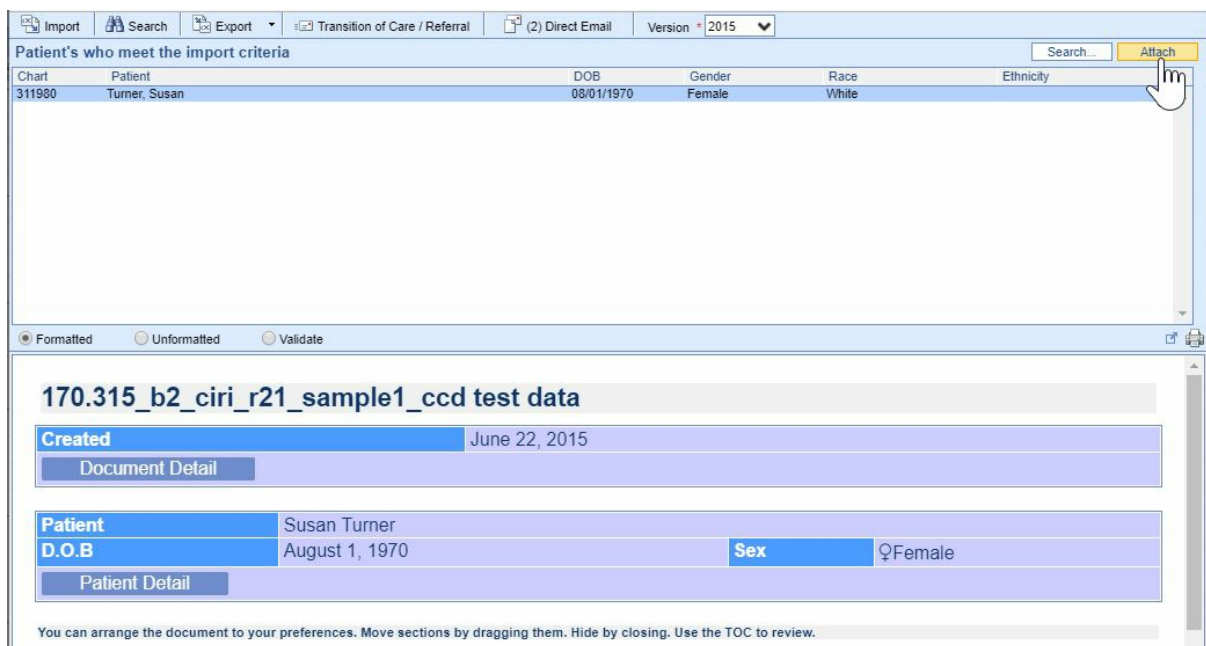 Import Search Export Transition of Care / Referral (2) Direct Email Version * 2015
Patient's who meet the import criteria Search... Attach
Chart Patient DOB Gender Race Ethnicity
311980 Turner, Susan 08/01/1970 Female White
Formatted Unformatted Validate
170.315_b2_ciri_r21_sample1_ccd test data
Created June 22, 2015
Document Detail
Patient Susan Turner
D.O.B August 1, 1970 Sex ♀Female
Patient Detail
You can arrange the document to your preferences. Move sections by dragging them. Hide by closing. Use the TOC to review.